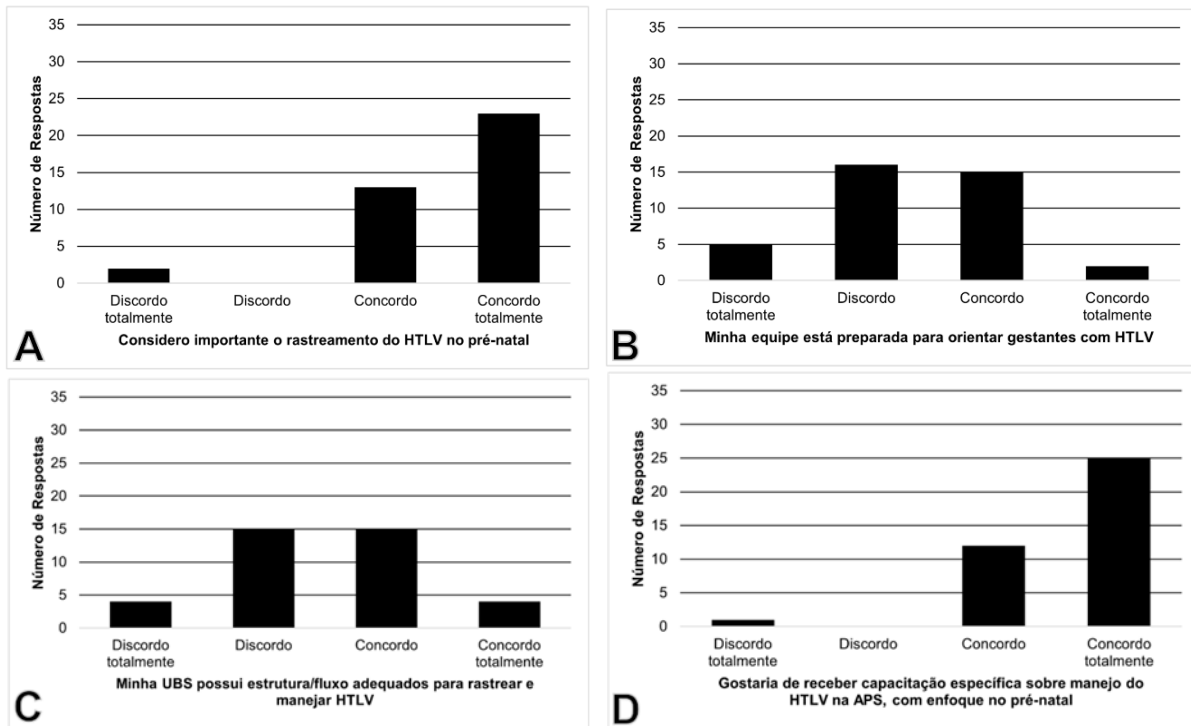 Número de Respostas
35
30
25
20
15
10
5
0
Discordo
totalmente
Discordo
Concordo
Concordo
totalmente
A
Considero importante o rastreamento do HTLV no pré-natal
Número de Respostas
35
30
25
20
15
10
5
0
Discordo
totalmente
Discordo
Concordo
Concordo
totalmente
B
Minha equipe está preparada para orientar gestantes com HTLV
Número de Respostas
35
30
25
20
15
10
5
0
Discordo
totalmente
Discordo
Concordo
Concordo
totalmente
C
Minha UBS possui estrutura/fluxo adequados para rastrear e
manejar HTLV
Número de Respostas
35
30
25
20
15
10
5
0
Discordo
totalmente
Discordo
Concordo
Concordo
totalmente
D
Gostaria de receber capacitação específica sobre manejo do
HTLV na APS, com enfoque no pré-natal